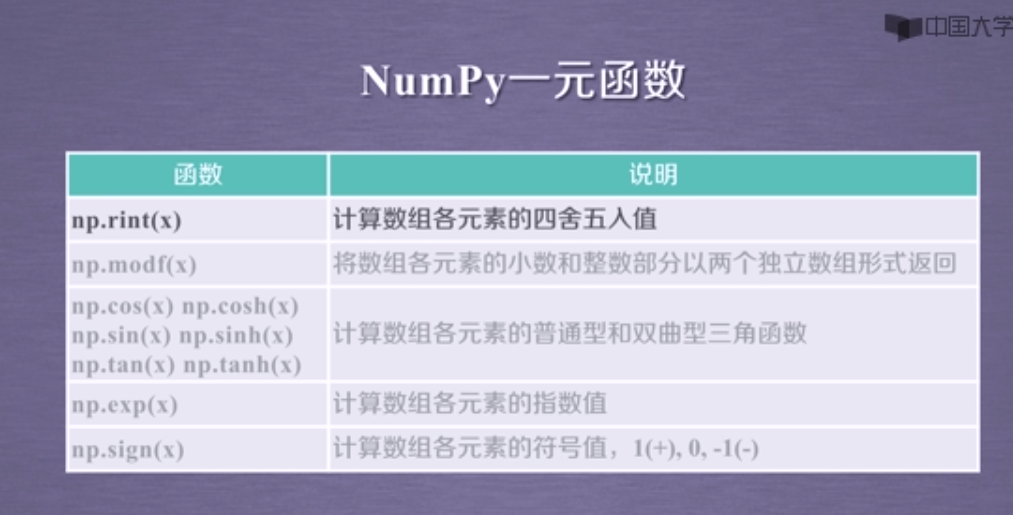 中国大学
NumPy一元函数
函数 说明
np.rint(x) 计算数组各元素的四舍五入值
np.modf(x) 将数组各元素的小数和整数部分以两个独立数组形式返回
np.cos(x) np.cosh(x)
np.sin(x) np.sinh(x)
np.tan(x) np.tanh(x)
计算数组各元素的普通型和双曲型三角函数
np.exp(x) 计算数组各元素的指数值
np.sign(x) 计算数组各元素的符号值，1(+), 0, -1(-)